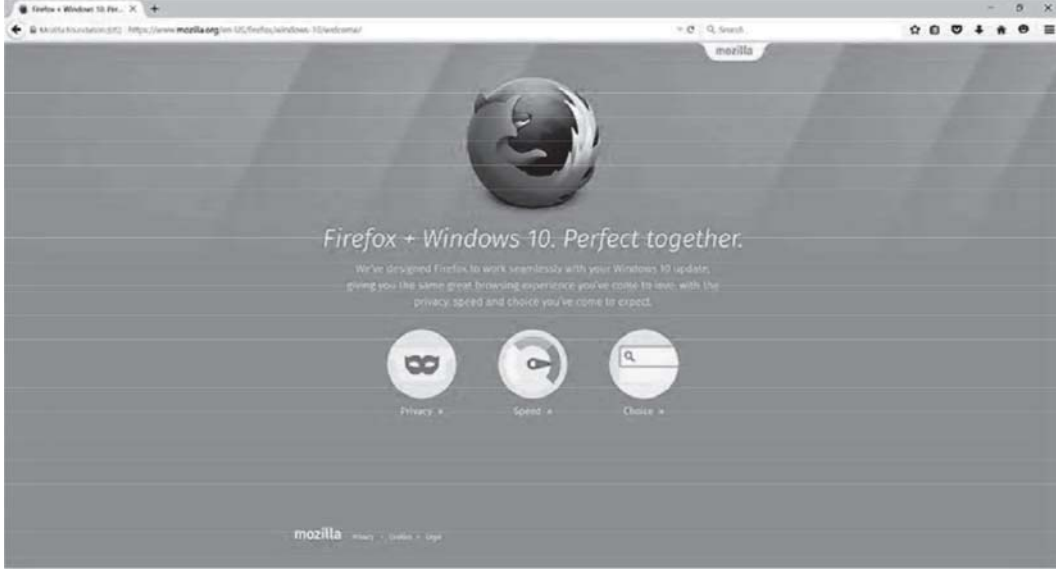 Firefox + Windows 10. Per... × +
Mozilla Foundation (US) https://www.mozilla.org/en-US/firefox/windows-10/welcome/ Search
mozilla
Firefox + Windows 10. Perfect together.
We've designed Firefox to work seamlessly with your Windows 10 update,
giving you the same great browsing experience you've come to love with the
privacy, speed and choice you've come to expect.
Privacy Speed Choice
mozilla Privacy Cookies Legal